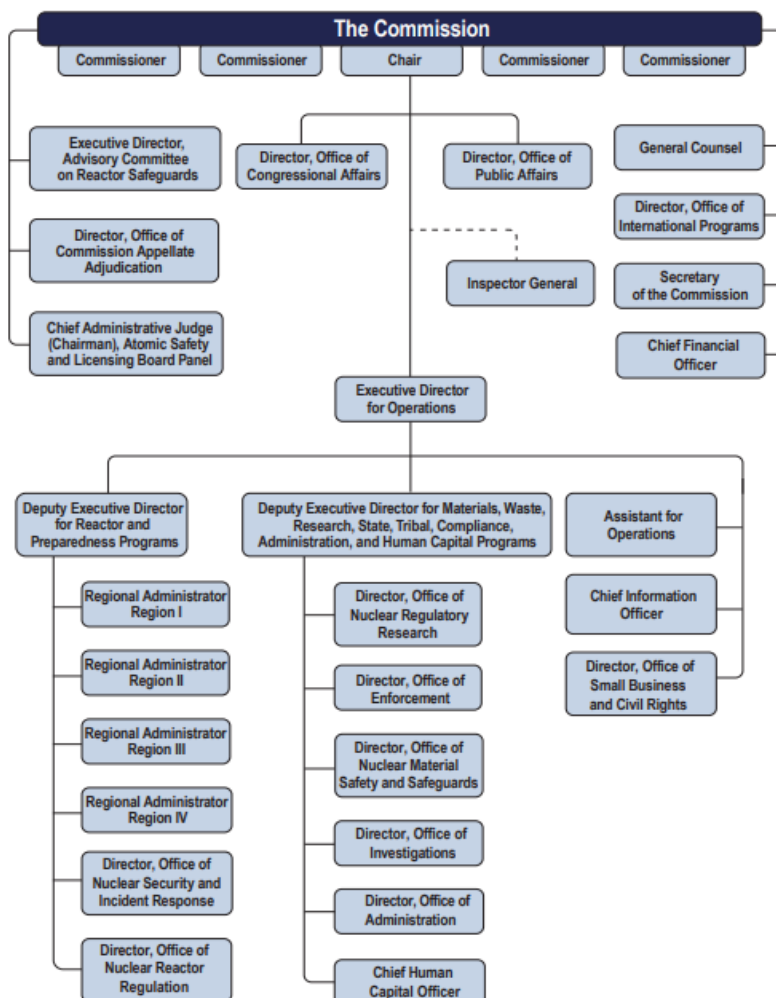 The Commission
Commissioner
Commissioner
Chair
Commissioner
Commissioner
Executive Director,
Advisory Committee
on Reactor Safeguards
Director, Office of
Congressional Affairs
Director, Office of
Public Affairs
General Counsel
Director, Office of
International Programs
Director, Office of
Commission Appellate
Adjudication
Inspector General
Secretary
of the Commission
Chief Administrative Judge
(Chairman), Atomic Safety
and Licensing Board Panel
Chief Financial
Officer
Executive Director
for Operations
Deputy Executive Director
for Reactor and
Preparedness Programs
Deputy Executive Director for Materials, Waste,
Research, State, Tribal, Compliance,
Administration, and Human Capital Programs
Assistant for
Operations
Regional Administrator
Region I
Director, Office of
Nuclear Regulatory
Research
Chief Information
Officer
Regional Administrator
Region II
Director, Office of
Enforcement
Director, Office of
Small Business
and Civil Rights
Regional Administrator
Region III
Director, Office of
Nuclear Material
Safety and Safeguards
Regional Administrator
Region IV
Director, Office of
Investigations
Director, Office of
Nuclear Security and
Incident Response
Director, Office of
Administration
Director, Office of
Nuclear Reactor
Regulation
Chief Human
Capital Officer